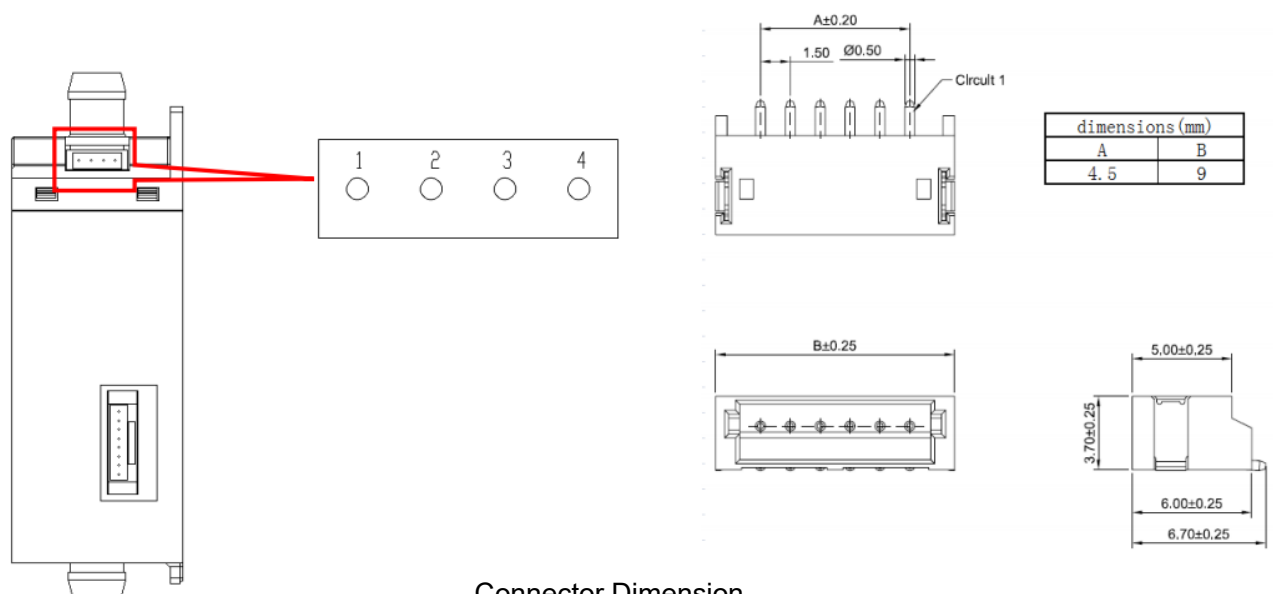 1 2 3 4
A±0.20
1.50 Ø0.50
CIrcult 1
dimensions(mm)
A B
4.5 9
B±0.25
5.00±0.25
3.70±0.25
6.00±0.25
6.70±0.25
Connector Dimension